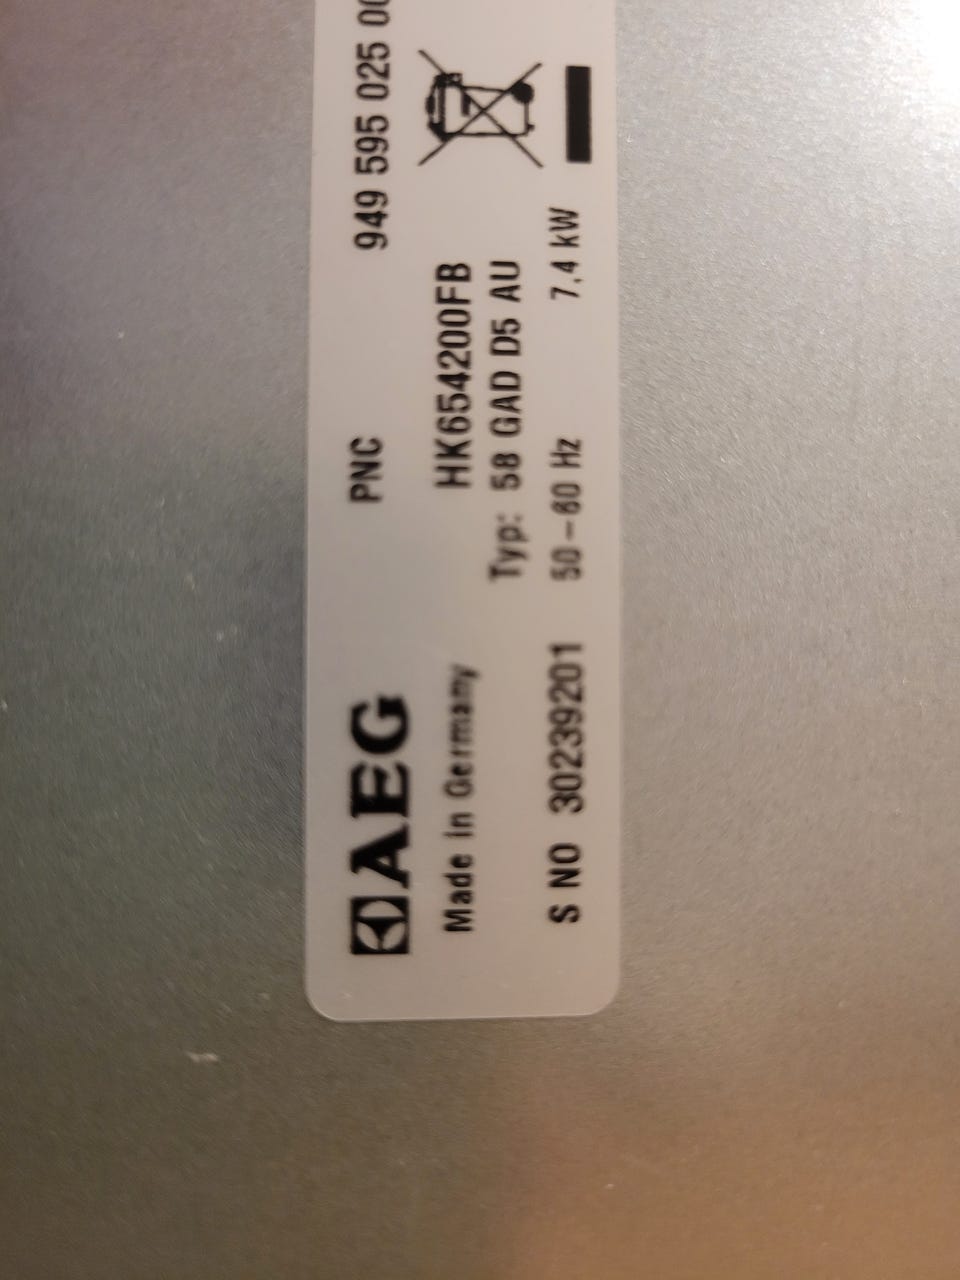 AEG PNC 949 595 025 00
Made in Germany HK654200FB
Typ: 58 GAD D5 AU
S NO 30239201 50-60 Hz 7,4 kW